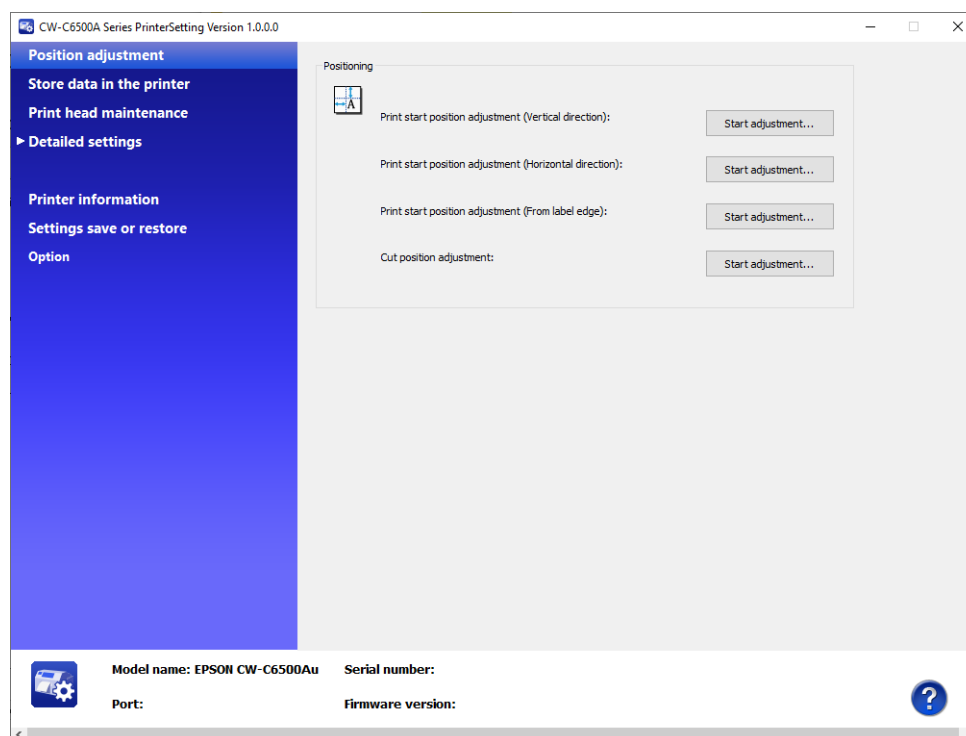 CW-C6500A Series PrinterSetting Version 1.0.0.0
Position adjustment
Store data in the printer
Print head maintenance
Detailed settings
Printer information
Settings save or restore
Option
Positioning
A
Print start position adjustment (Vertical direction):
Start adjustment...
Print start position adjustment (Horizontal direction):
Start adjustment...
Print start position adjustment (From label edge):
Start adjustment...
Cut position adjustment:
Start adjustment...
Model name: EPSON CW-C6500Au
Serial number:
Port:
Firmware version:
?